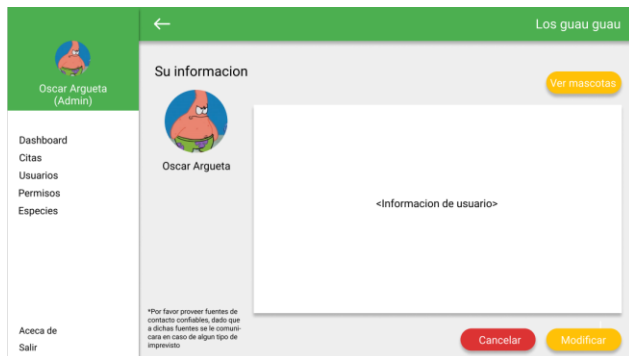 Los guau guau
Oscar Argueta
(Admin)
Dashboard
Citas
Usuarios
Permisos
Especies
Aceca de
Salir
Su informacion
Ver mascotas
Oscar Argueta
<Informacion de usuario>
*Por favor proveer fuentes de
contacto confiables, dado que
a dichas fuentes se le comuni-
cara en caso de algun tipo de
imprevisto
Cancelar
Modificar